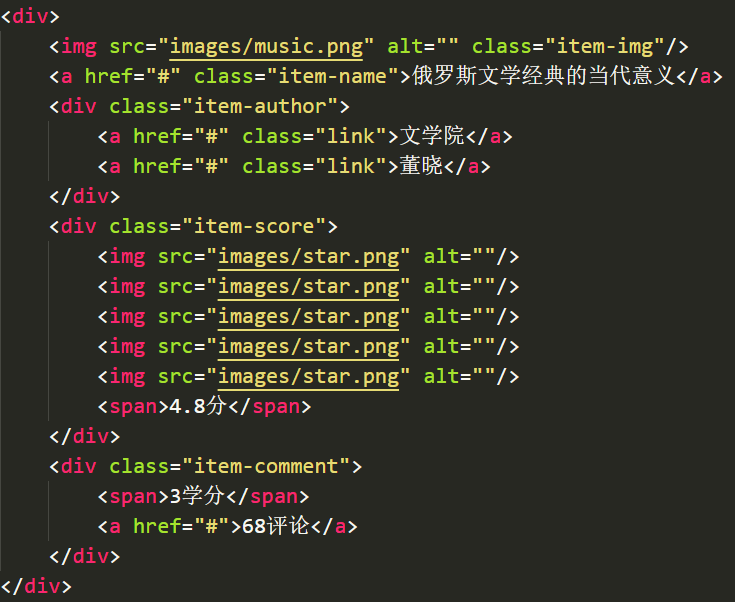 <div>
<img src="images/music.png" alt="" class="item-img"/>
<a href="#" class="item-name">俄罗斯文学经典的当代意义</a>
<div class="item-author">
<a href="#" class="link">文学院</a>
<a href="#" class="link">董晓</a>
</div>
<div class="item-score">
<img src="images/star.png" alt=""/>
<img src="images/star.png" alt=""/>
<img src="images/star.png" alt=""/>
<img src="images/star.png" alt=""/>
<img src="images/star.png" alt=""/>
<span>4.8分</span>
</div>
<div class="item-comment">
<span>3学分</span>
<a href="#">68评论</a>
</div>
</div>